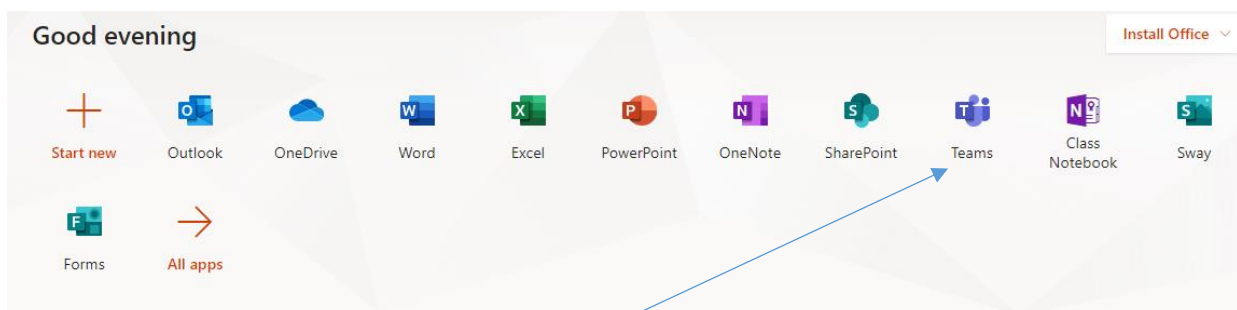 Good evening
Install Office
Start new
Outlook
OneDrive
Word
Excel
PowerPoint
OneNote
SharePoint
Teams
Class
Notebook
Sway
Forms
All apps